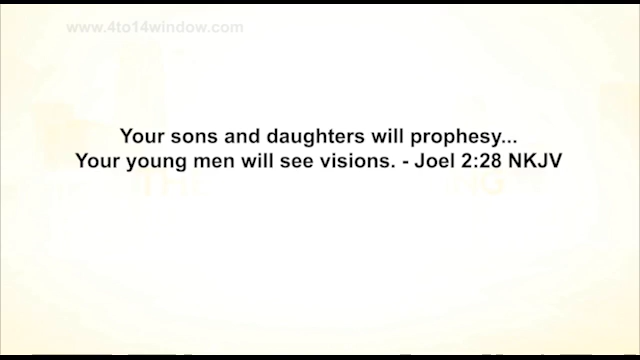 www.4to14window.com
Your sons and daughters will prophesy...
Your young men will see visions. - Joel 2:28 NKJV